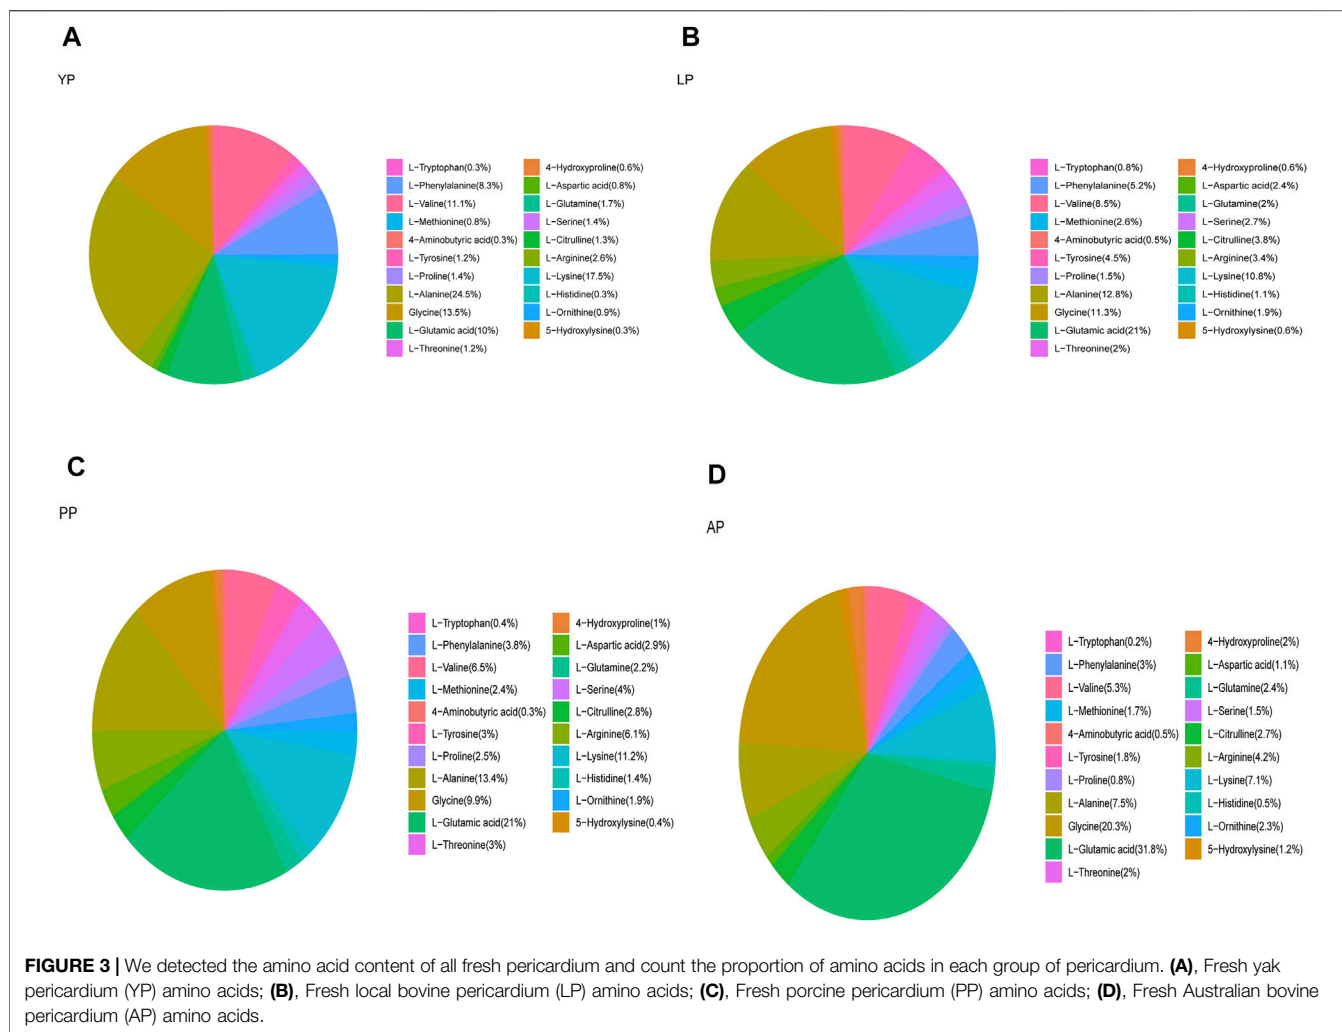 A
YP
L-Tryptophan(0.3%)
L-Phenylalanine(8.3%)
L-Valine(11.1%)
L-Methionine(0.8%)
4-Aminobutyric acid(0.3%)
L-Tyrosine(1.2%)
L-Proline(1.4%)
L-Alanine(24.5%)
Glycine(13.5%)
L-Glutamic acid(10%)
L-Threonine(1.2%)
4-Hydroxyproline(0.6%)
L-Aspartic acid(0.8%)
L-Glutamine(1.7%)
L-Serine(1.4%)
L-Citrulline(1.3%)
L-Arginine(2.6%)
L-Lysine(17.5%)
L-Histidine(0.3%)
L-Ornithine(0.9%)
5-Hydroxylysine(0.3%)
B
LP
L-Tryptophan(0.8%)
L-Phenylalanine(5.2%)
L-Valine(8.5%)
L-Methionine(2.6%)
4-Aminobutyric acid(0.5%)
L-Tyrosine(4.5%)
L-Proline(1.5%)
L-Alanine(12.8%)
Glycine(11.3%)
L-Glutamic acid(21%)
L-Threonine(2%)
4-Hydroxyproline(0.6%)
L-Aspartic acid(2.4%)
L-Glutamine(2%)
L-Serine(2.7%)
L-Citrulline(3.8%)
L-Arginine(3.4%)
L-Lysine(10.8%)
L-Histidine(1.1%)
L-Ornithine(1.9%)
5-Hydroxylysine(0.6%)
C
PP
L-Tryptophan(0.4%)
L-Phenylalanine(3.8%)
L-Valine(6.5%)
L-Methionine(2.4%)
4-Aminobutyric acid(0.3%)
L-Tyrosine(3%)
L-Proline(2.5%)
L-Alanine(13.4%)
Glycine(9.9%)
L-Glutamic acid(21%)
L-Threonine(3%)
4-Hydroxyproline(1%)
L-Aspartic acid(2.9%)
L-Glutamine(2.2%)
L-Serine(4%)
L-Citrulline(2.8%)
L-Arginine(6.1%)
L-Lysine(11.2%)
L-Histidine(1.4%)
L-Ornithine(1.9%)
5-Hydroxylysine(0.4%)
D
AP
L-Tryptophan(0.2%)
L-Phenylalanine(3%)
L-Valine(5.3%)
L-Methionine(1.7%)
4-Aminobutyric acid(0.5%)
L-Tyrosine(1.8%)
L-Proline(0.8%)
L-Alanine(7.5%)
Glycine(20.3%)
L-Glutamic acid(31.8%)
L-Threonine(2%)
4-Hydroxyproline(2%)
L-Aspartic acid(1.1%)
L-Glutamine(2.4%)
L-Serine(1.5%)
L-Citrulline(2.7%)
L-Arginine(4.2%)
L-Lysine(7.1%)
L-Histidine(0.5%)
L-Ornithine(2.3%)
5-Hydroxylysine(1.2%)
FIGURE 3 | We detected the amino acid content of all fresh pericardium and count the proportion of amino acids in each group of pericardium. (A), Fresh yak
pericardium (YP) amino acids; (B), Fresh local bovine pericardium (LP) amino acids; (C), Fresh porcine pericardium (PP) amino acids; (D), Fresh Australian bovine
pericardium (AP) amino acids.